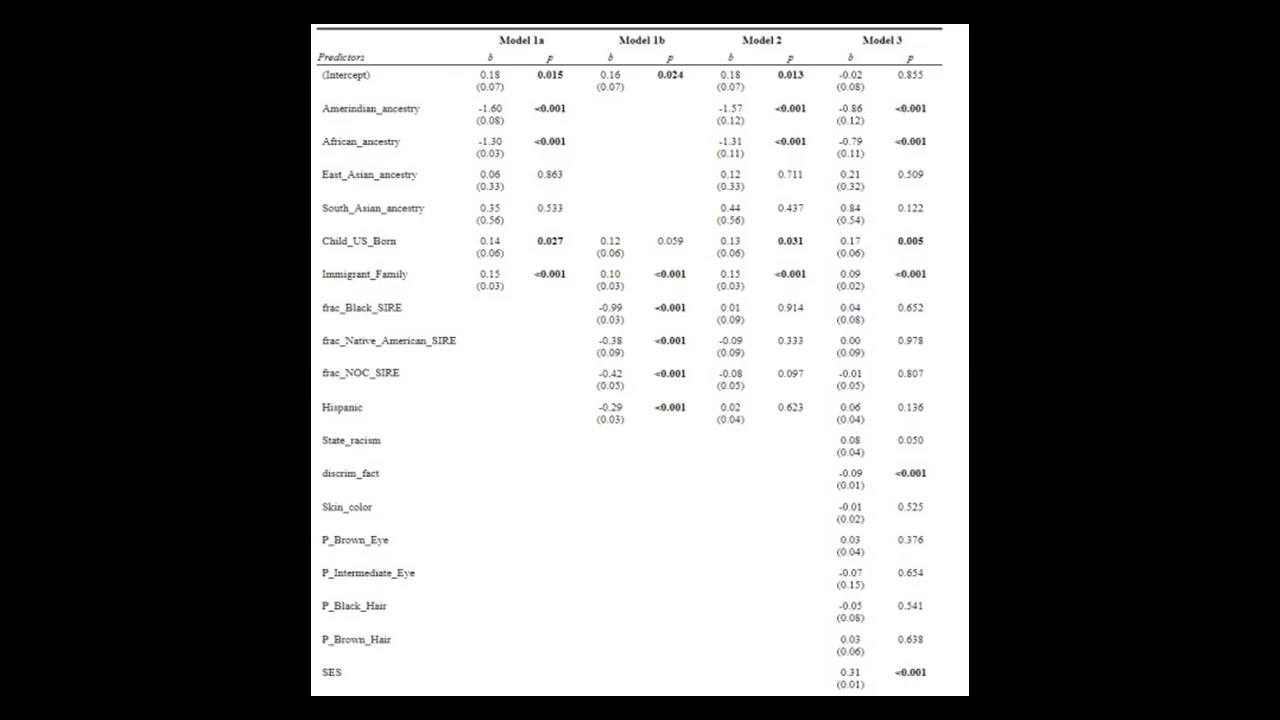 Model 1a Model 1b Model 2 Model 3
Predictors b p b p b p b p
(Intercept) 0.18 0.015 0.16 0.024 0.18 0.013 -0.02 0.855
(0.07) (0.07) (0.07) (0.08)
Amerindian_ancestry -1.60 <0.001 -1.57 <0.001 -0.86 <0.001
(0.08) (0.12) (0.12)
African_ancestry -1.30 <0.001 -1.31 <0.001 -0.79 <0.001
(0.03) (0.11) (0.11)
East_Asian_ancestry 0.06 0.863 0.12 0.711 0.21 0.509
(0.33) (0.33) (0.32)
South_Asian_ancestry 0.35 0.533 0.44 0.437 0.84 0.122
(0.56) (0.56) (0.54)
Child_US_Born 0.14 0.027 0.12 0.059 0.13 0.031 0.17 0.005
(0.06) (0.06) (0.06) (0.06)
Immigrant_Family 0.15 <0.001 0.10 <0.001 0.15 <0.001 0.09 <0.001
(0.03) (0.03) (0.03) (0.02)
frac_Black_SIRE -0.99 <0.001 0.01 0.914 0.04 0.652
(0.03) (0.09) (0.08)
frac_Native_American_SIRE -0.38 <0.001 -0.09 0.333 0.00 0.978
(0.09) (0.09) (0.09)
frac_NOC_SIRE -0.42 <0.001 -0.08 0.097 -0.01 0.807
(0.05) (0.05) (0.05)
Hispanic -0.29 <0.001 0.02 0.623 0.06 0.136
(0.03) (0.04) (0.04)
State_racism 0.08 0.050
(0.04)
discrim_fact -0.09 <0.001
(0.01)
Skin_color -0.01 0.525
(0.02)
P_Brown_Eye 0.03 0.376
(0.04)
P_Intermediate_Eye -0.07 0.654
(0.15)
P_Black_Hair -0.05 0.541
(0.08)
P_Brown_Hair 0.03 0.638
(0.06)
SES 0.31 <0.001
(0.01)